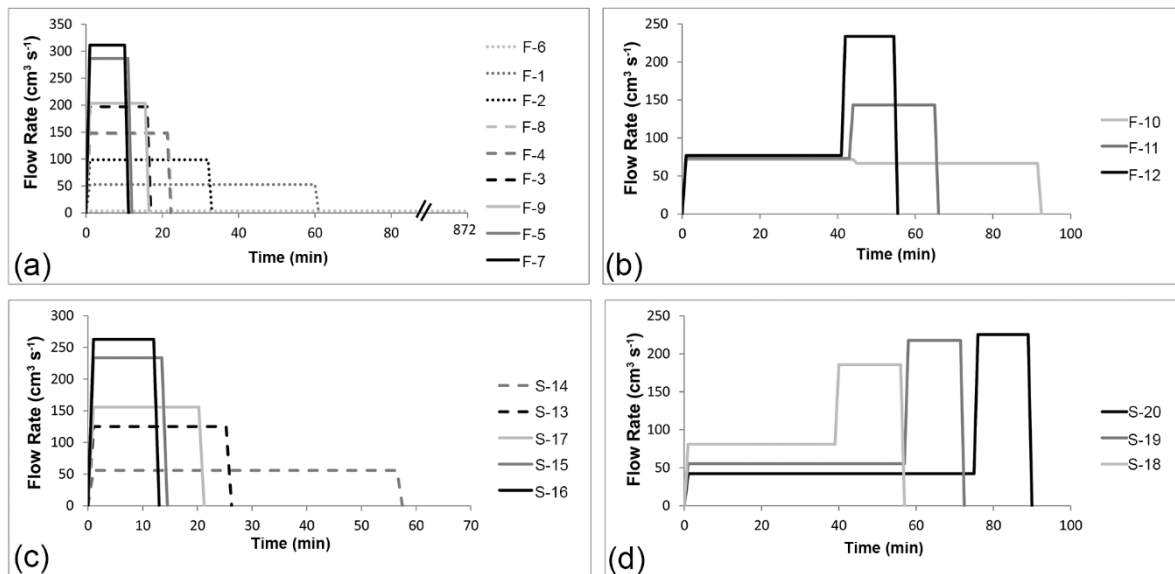 350
300
250
200
150
100
50
0
Flow Rate (cm³ s⁻¹)
0 20 40 60 80 872
Time (min)
F-6
F-1
F-2
F-8
F-4
F-3
F-9
F-5
F-7
(a)
250
200
150
100
50
0
Flow Rate (cm³ s⁻¹)
0 20 40 60 80 100
Time (min)
F-10
F-11
F-12
(b)
350
300
250
200
150
100
50
0
Flow Rate (cm³ s⁻¹)
0 10 20 30 40 50 60 70
Time (min)
S-14
S-13
S-17
S-15
S-16
(c)
250
200
150
100
50
0
Flow Rate (cm³ s⁻¹)
0 20 40 60 80 100
Time (min)
S-20
S-19
S-18
(d)